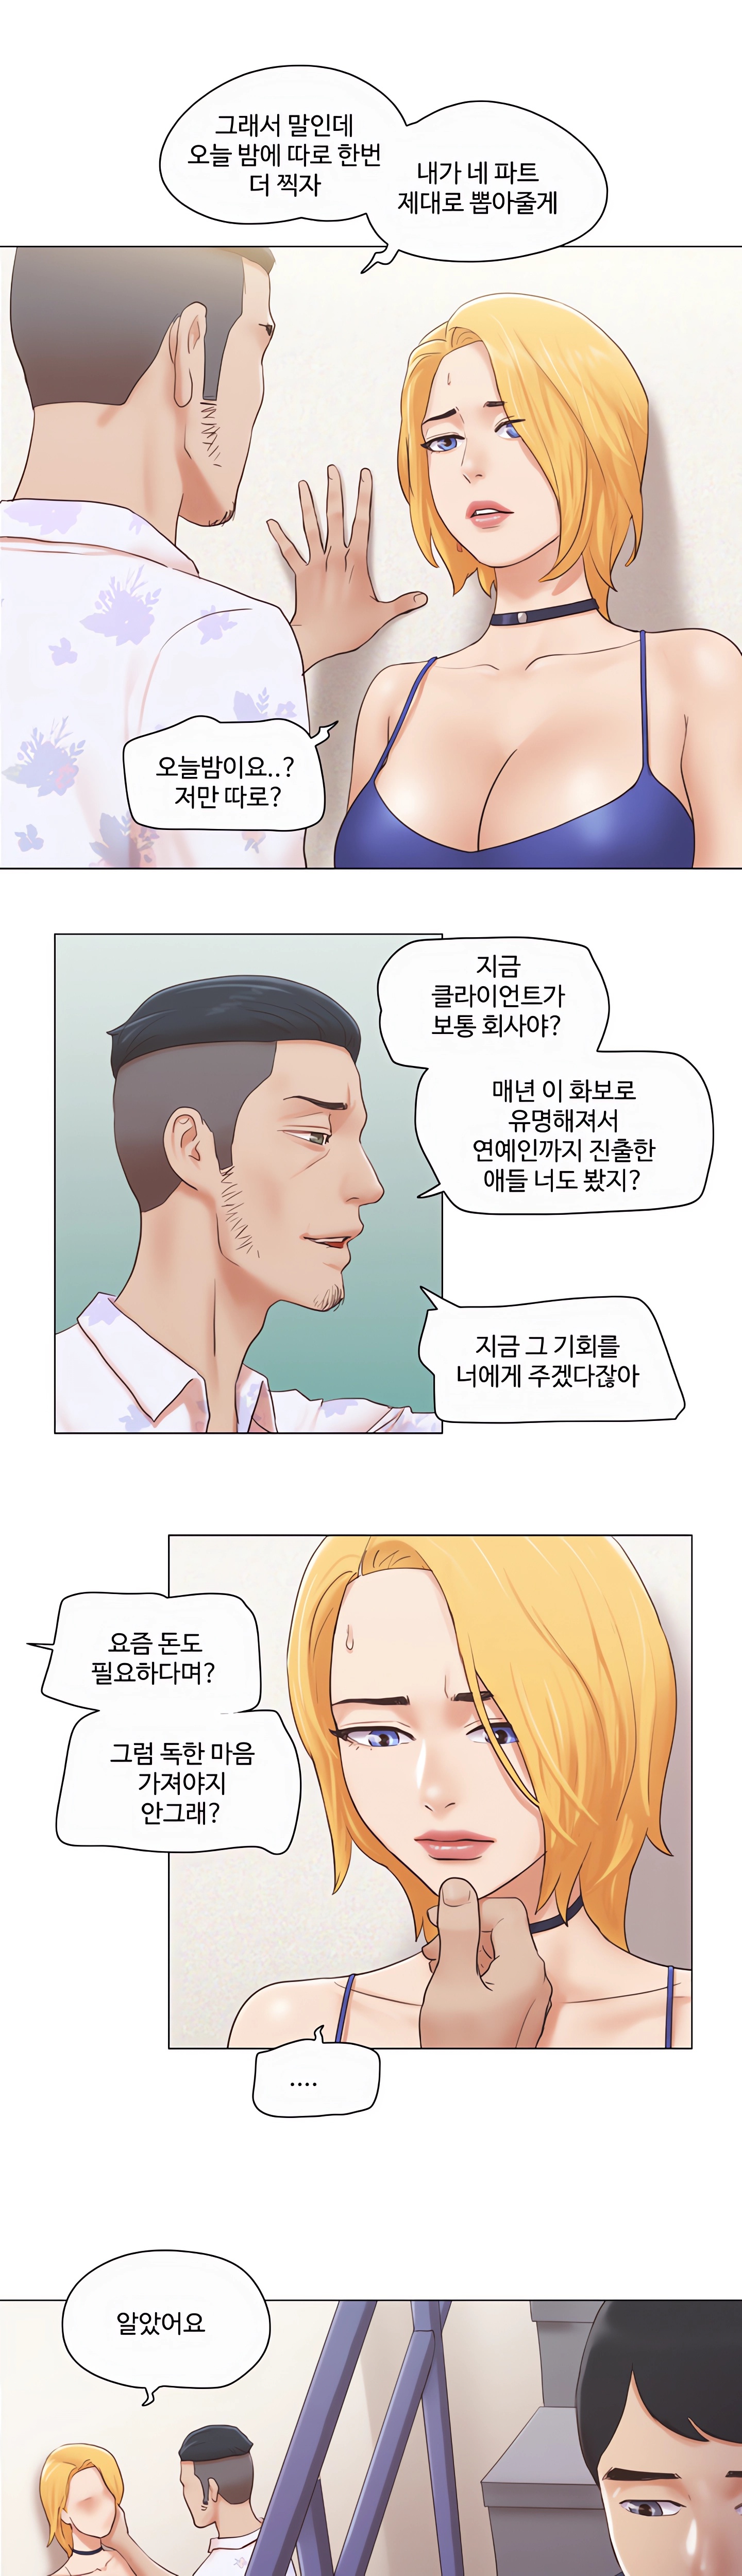 그래서 말인데
오늘 밤에 따로 한번
더 찍자
내가 네 파트
제대로 뽑아줄게
오늘밤이요..?
저만 따로?
지금
클라이언트가
보통 회사야?
매년 이 화보로
유명해져서
연예인까지 진출한
애들 너도 봤지?
지금 그 기회를
너에게 주겠다잖아
요즘 돈도
필요하다며?
그럼 독한 마음
가져야지
안그래?
....
알았어요